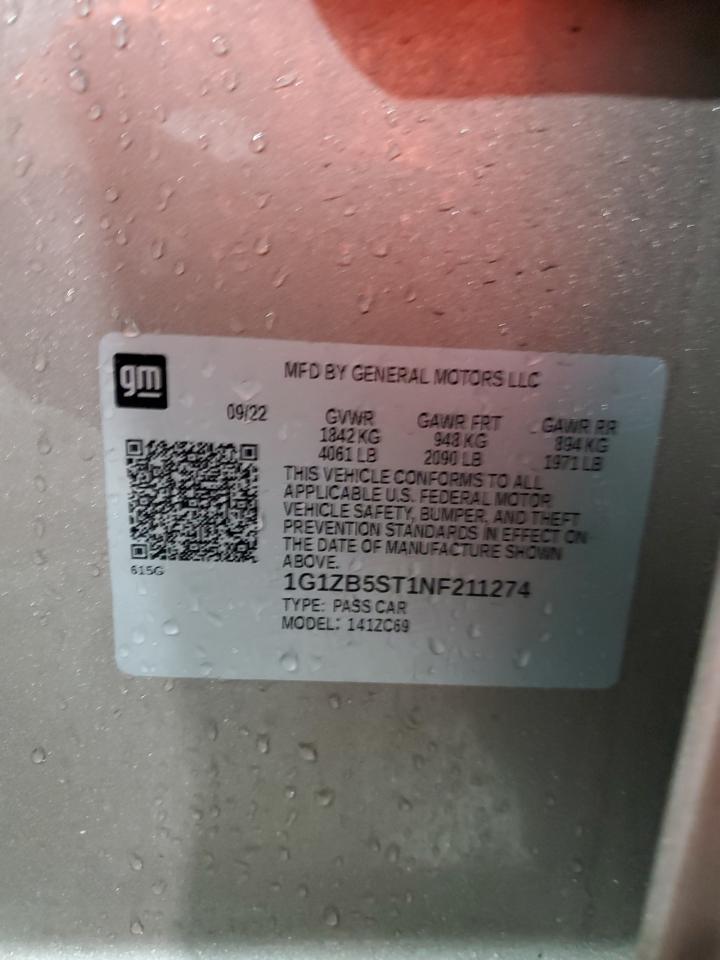 gm
MFD BY GENERAL MOTORS LLC
09/22
GVWR GAWR FRT GAWR RR
1842 KG 948 KG 894 KG
4061 LB 2090 LB 1971 LB
THIS VEHICLE CONFORMS TO ALL
APPLICABLE U.S. FEDERAL MOTOR
VEHICLE SAFETY, BUMPER, AND THEFT
PREVENTION STANDARDS IN EFFECT ON
THE DATE OF MANUFACTURE SHOWN
ABOVE.
615G
1G1ZB5ST1NF211274
TYPE: PASS CAR
MODEL: 141ZC69